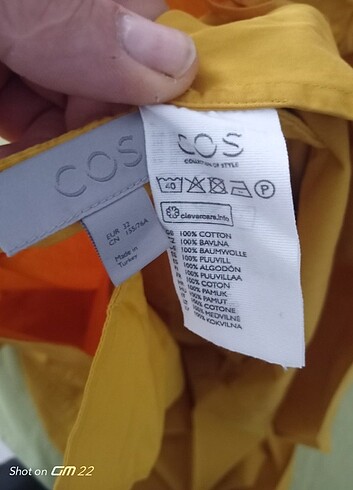 COS
EUR 32
CN 155/76A
Made in
Turkey
COS
COLLECTION OF STYLE
40
P
clevercare.info
100% COTTON
100% BAVLNA
100% BAUMWOLLE
100% PUUVILL
100% ALGODÓN
100% PUUVILLAA
100% COTON
100% PAMUK
100% PAMUT
100% COTONE
100% MEDVILNE
100% KOKVILNA
Shot on GM 22